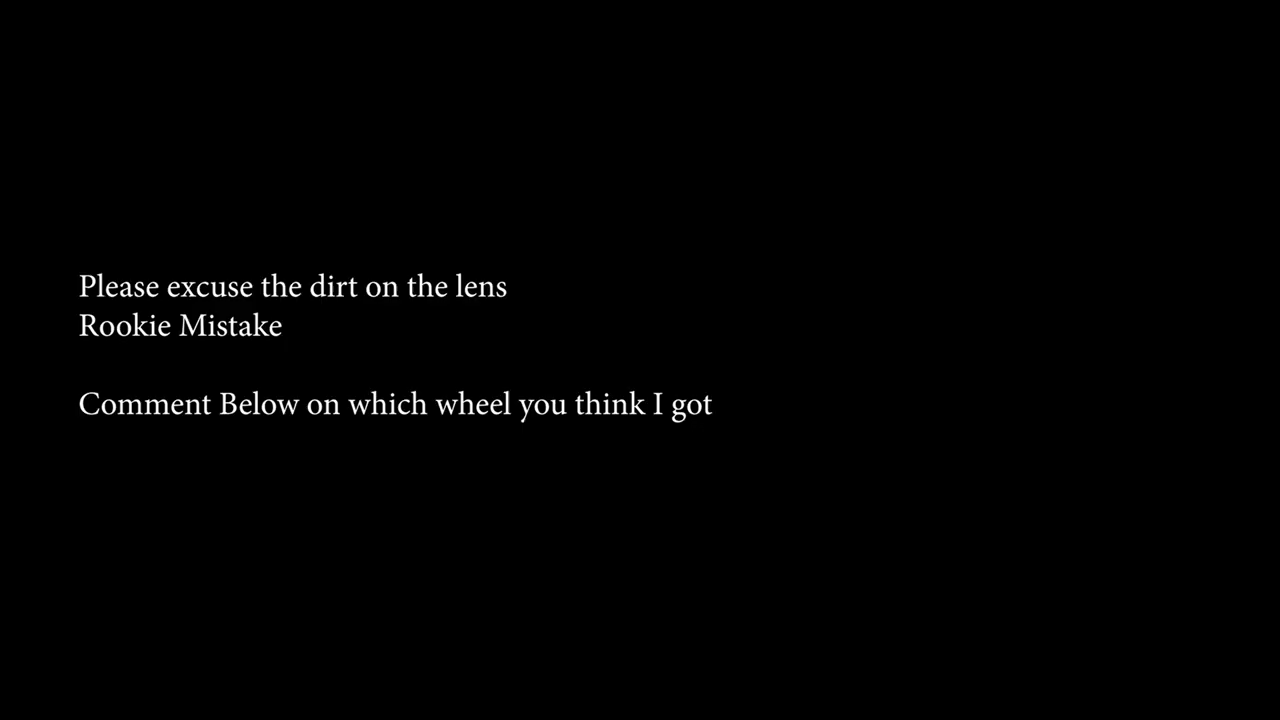 Please excuse the dirt on the lens
Rookie Mistake
Comment Below on which wheel you think I got